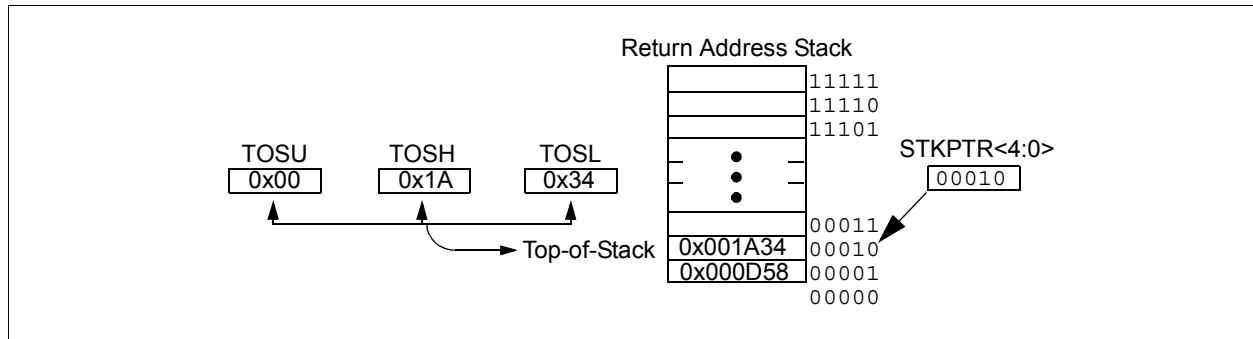 Return Address Stack
11111
11110
11101
STKPTR<4:0>
TOSU TOSH TOSL
0x00 0x1A 0x34
00010
00011
Top-of-Stack 0x001A34 00010
0x000D58 00001
00000